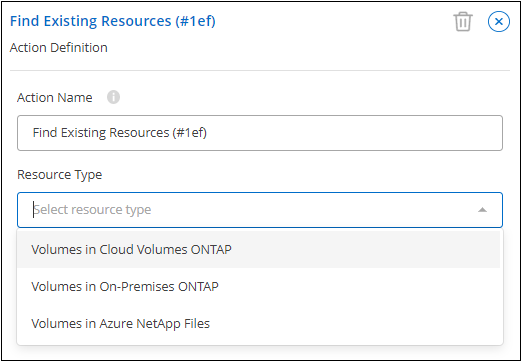 Find Existing Resources (#1ef)
Action Definition
Action Name
Find Existing Resources (#1ef)
Resource Type
Select resource type
Volumes in Cloud Volumes ONTAP
Volumes in On-Premises ONTAP
Volumes in Azure NetApp Files